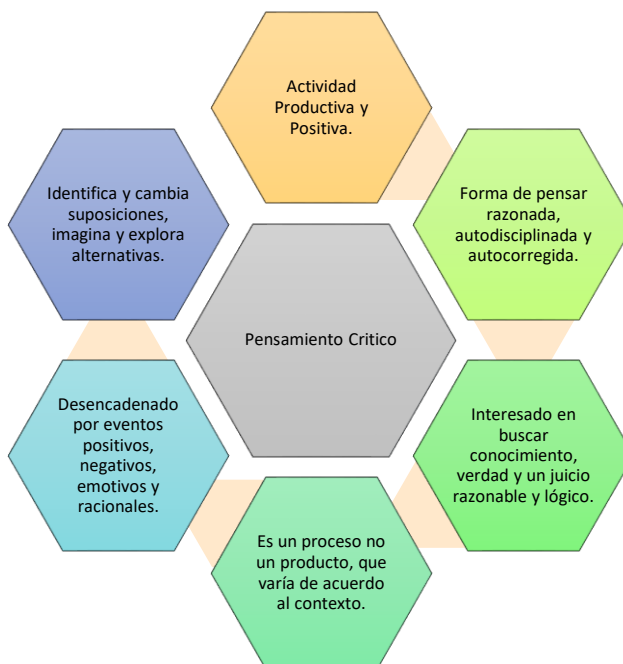 Actividad
Productiva y
Positiva.
Forma de pensar
razonada,
autodisciplinada y
autocorregida.
Interesado en
buscar
conocimiento,
verdad y un juicio
razonable y lógico.
Es un proceso no
un producto, que
varía de acuerdo
al contexto.
Desencadenado
por eventos
positivos,
negativos,
emotivos y
racionales.
Identifica y cambia
suposiciones,
imagina y explora
alternativas.
Pensamiento Critico